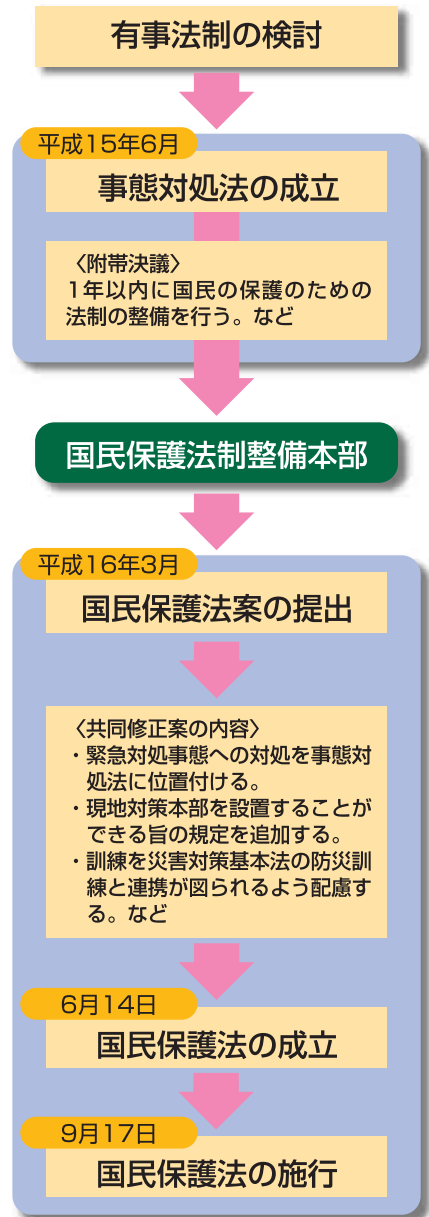 有事法制の検討
平成15年6月
事態対処法の成立
〈附帯決議〉
1年以内に国民の保護のための
法制の整備を行う。など
国民保護法制整備本部
平成16年3月
国民保護法案の提出
〈共同修正案の内容〉
・緊急対処事態への対処を事態対
処法に位置付ける。
・現地対策本部を設置することが
できる旨の規定を追加する。
・訓練を災害対策基本法の防災訓
練と連携が図られるよう配慮す
る。など
6月14日
国民保護法の成立
9月17日
国民保護法の施行